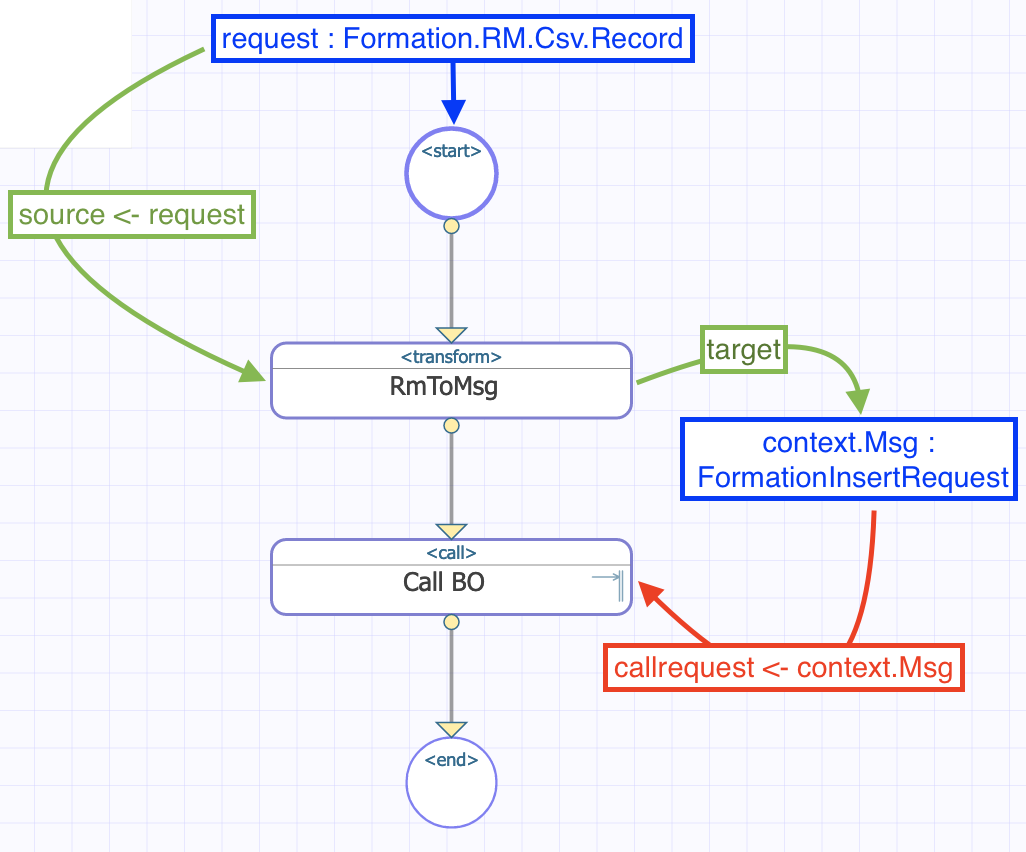 request : Formation.RM.Csv.Record
<start>
source <- request
<transform>
RmToMsg
target
context.Msg :
FormationInsertRequest
<call>
Call BO
callrequest <- context.Msg
<end>